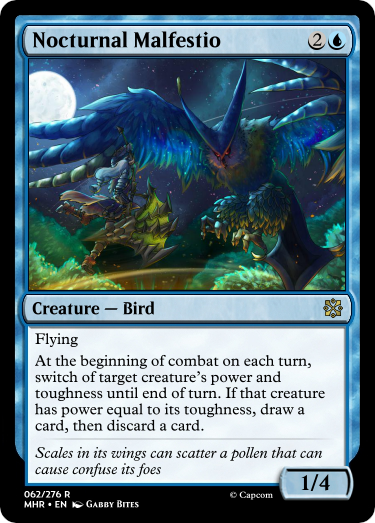 Nocturnal Malfestio 2
Creature — Bird
Flying
At the beginning of combat on each turn,
switch of target creature's power and
toughness until end of turn. If that creature
has power equal to its toughness, draw a
card, then discard a card.
Scales in its wings can scatter a pollen that can
cause confuse its foes
1/4
062/276 R
MHR • EN Gabby Bites
© Capcom